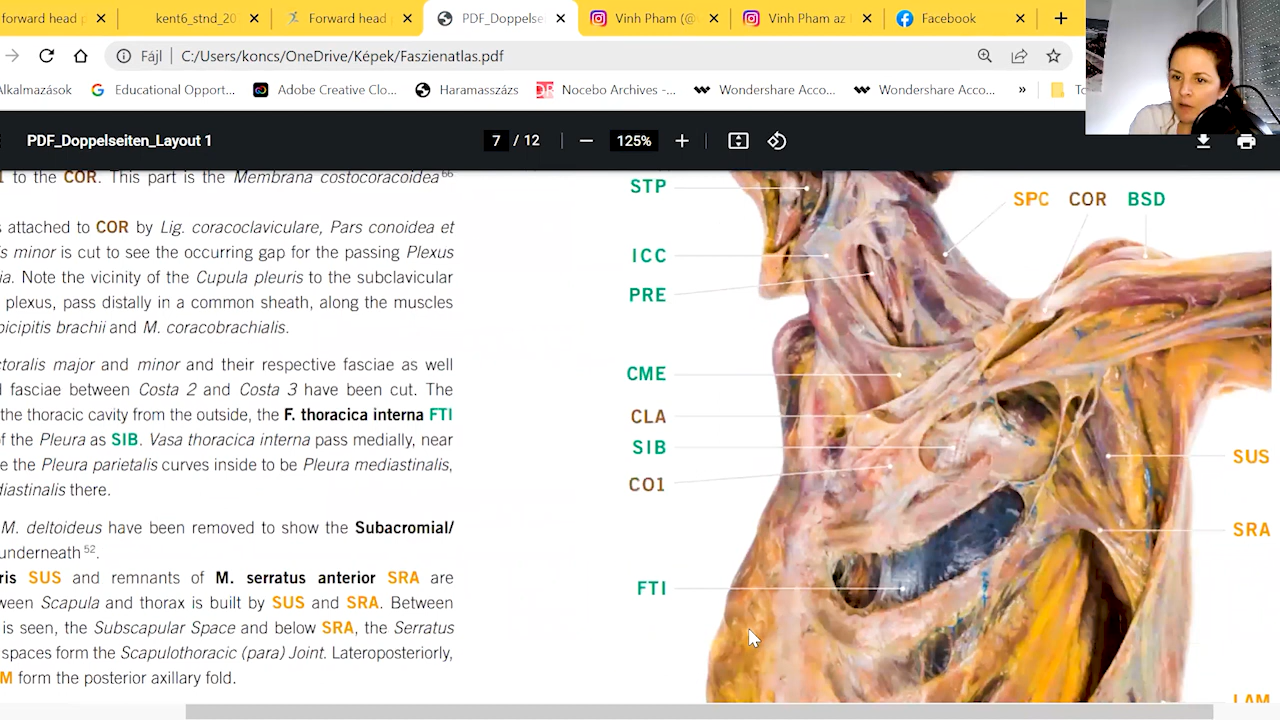 forward head p
kent6_stnd_20
Forward head
PDF_Doppelse
Vinh Pham (@
Vinh Pham az
Facebook
Fájl
C:/Users/koncs/OneDrive/Képek/Faszienatlas.pdf
Alkalmazások
Educational Opport...
Adobe Creative Clo...
Haramasszázs
Nocebo Archives -...
Wondershare Acco...
Wondershare Acco...
»
PDF_Doppelseiten_Layout 1
7 / 12
125%
to the COR. This part is the Membrana costocoracoidea66
s attached to COR by Lig. coracoclaviculare, Pars conoidea et
is minor is cut to see the occurring gap for the passing Plexus
ia. Note the vicinity of the Cupula pleuris to the subclavicular
plexus, pass distally in a common sheath, along the muscles
bicipitis brachii and M. coracobrachialis.
ctoralis major and minor and their respective fasciae as well
d fasciae between Costa 2 and Costa 3 have been cut. The
the thoracic cavity from the outside, the F. thoracica interna FTI
of the Pleura as SIB. Vasa thoracica interna pass medially, near
e the Pleura parietalis curves inside to be Pleura mediastinalis,
diastinalis there.
M. deltoideus have been removed to show the Subacromial/
underneath 52.
ris SUS and remnants of M. serratus anterior SRA are
ween Scapula and thorax is built by SUS and SRA. Between
is seen, the Subscapular Space and below SRA, the Serratus
spaces form the Scapulothoracic (para) Joint. Lateroposteriorly,
M form the posterior axillary fold.
STP
ICC
PRE
CME
CLA
SIB
CO1
FTI
SPC
COR
BSD
SUS
SRA
LAM